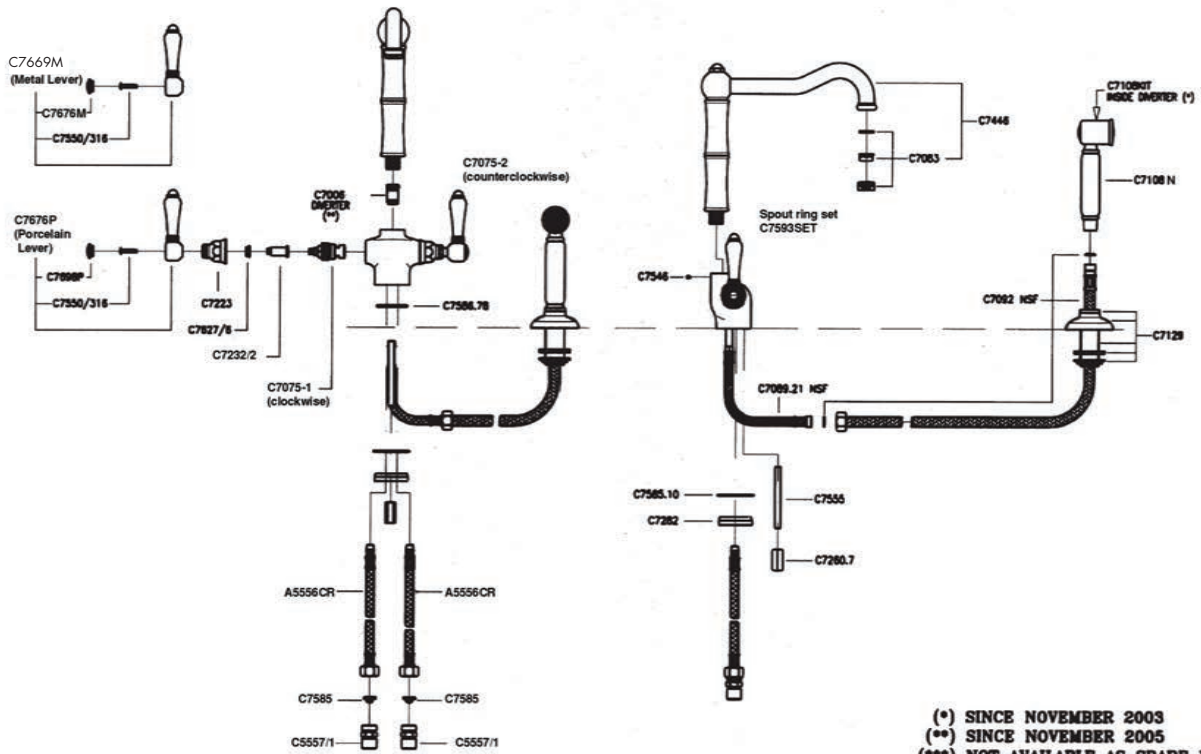 C7669M
(Metal Lever)
C7676M
C7550/316
C7676P
(Porcelain
Lever)
C7698P
C7550/316
C7223
C7627/6
C7232/2
C7075-1
(clockwise)
C7006
DIVERTER
(**)
C7075-2
(counterclockwise)
C7586.78
A5556CR
A5556CR
C7585
C7585
C5557/1
C5557/1
C7446
C7083
Spout ring set
C7593SET
C7546
C7108KIT
INSIDE DIVERTER (*)
C7108 N
C7092 NSF
C7129
C7089.21 NSF
C7565.10
C7262
C7555
C7260.7
(*) SINCE NOVEMBER 2003
(**) SINCE NOVEMBER 2005